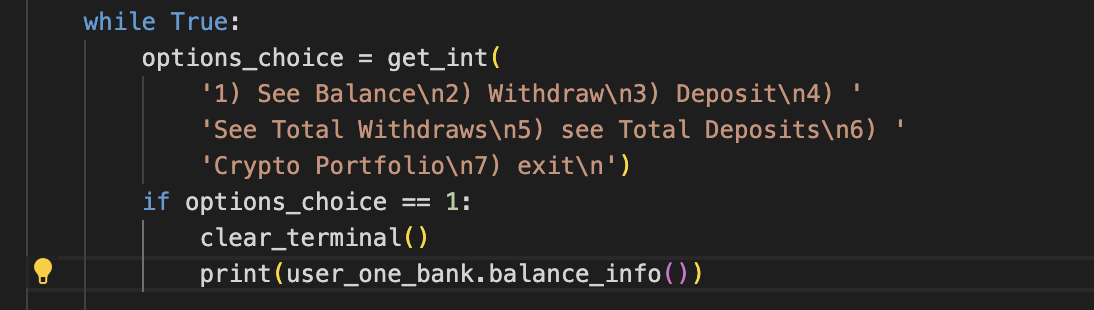 while True:
options_choice = get_int(
'1) See Balance\n2) Withdraw\n3) Deposit\n4) '
'See Total Withdraws\n5) see Total Deposits\n6) '
'Crypto Portfolio\n7) exit\n')
if options_choice == 1:
clear_terminal()
print(user_one_bank.balance_info())